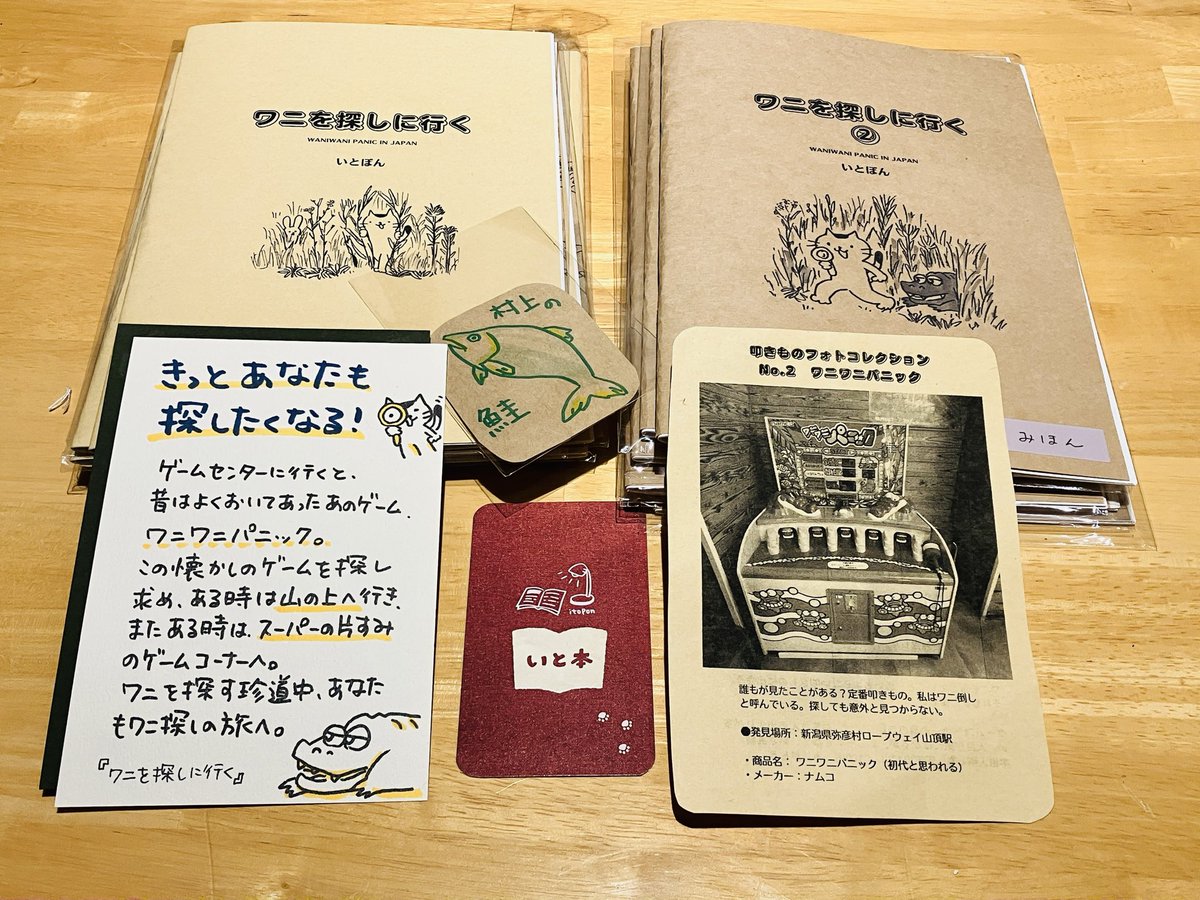 ワニを探しに行く
WANIWANI PANIC IN JAPAN
いとぽん
ワニを探しに行く
②
WANIWANI PANIC IN JAPAN
いとぽん
みほん
村上の
鮭
きっとあなたも
探したくなる!
ゲームセンターに行くと、
昔はよくおいてあったあのゲーム、
ワニワニパニック。
この懐かしのゲームを探し
求め、ある時は山の上へ行き、
またある時は、スーパーの片すみ
のゲームコーナーへ。
ワニを探す珍道中、あなた
もワニ探しの旅へ。
『ワニを探しに行く』
itopon
いと本
叩きものフォトコレクション
No.2 ワニワニパニック
ワニワニパニック
誰もが見たことがある?定番叩きもの。私はワニ倒し
と呼んでいる。探しても意外と見つからない。
●発見場所:新潟県弥彦村ロープウェイ山頂駅
・商品名: ワニワニパニック(初代と思われる)
・メーカー:ナムコ